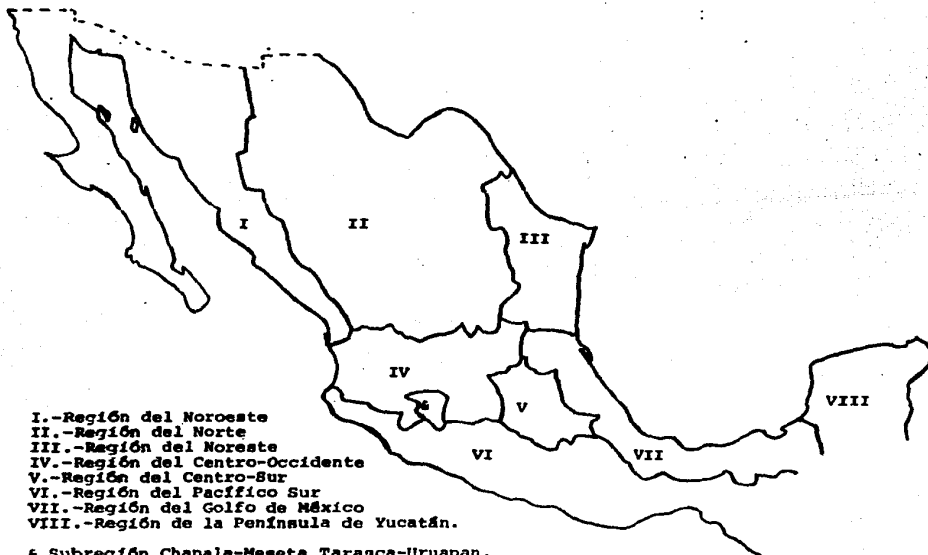 I
II
III
IV
&
V
VI
VII
VIII
I.-Región del Noroeste
II.-Región del Norte
III.-Región del Noreste
IV.-Región del Centro-Occidente
V.-Región del Centro-Sur
VI.-Región del Pacífico Sur
VII.-Región del Golfo de México
VIII.-Región de la Península de Yucatán.
& Subregión Chapala-Meseta Tarasca-Uruapan.